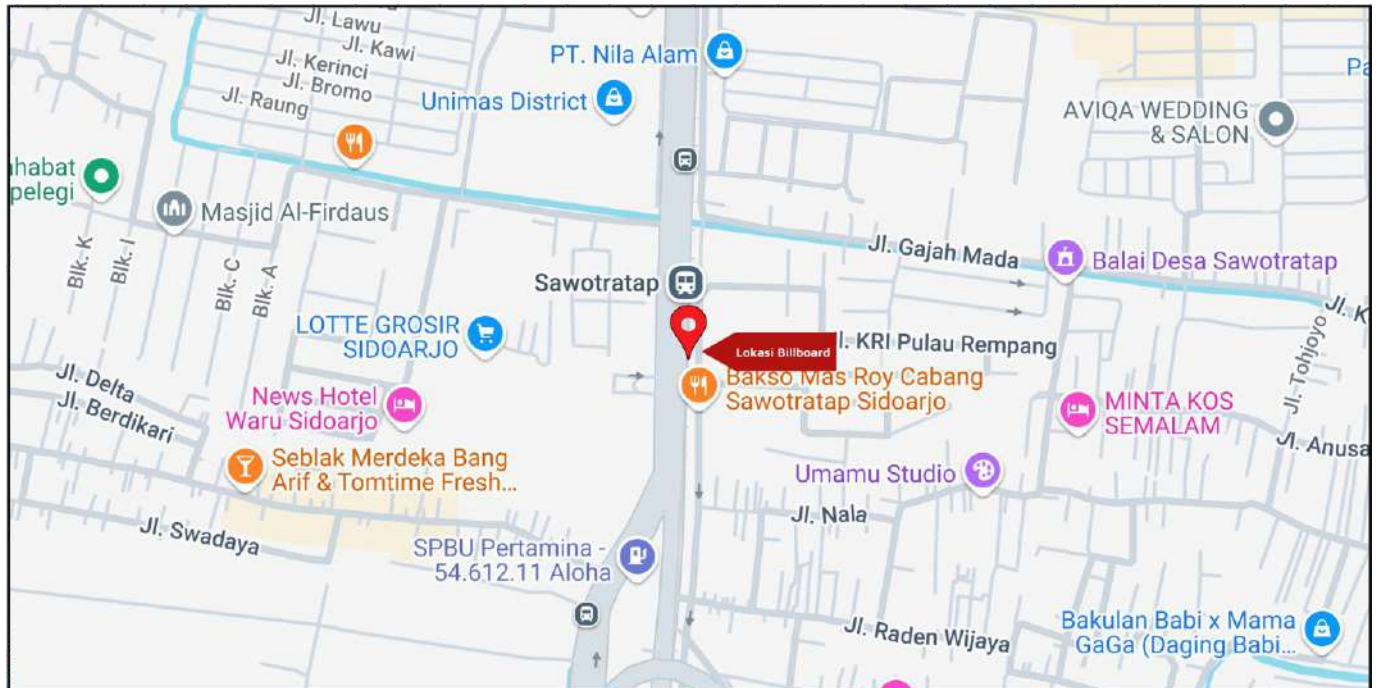 Jl. Lawu
Jl. Kawi
Jl. Kerinci
Jl. Bromo
Jl. Raung
PT. Nila Alam
Unimas District
AVIQA WEDDING
& SALON
Pa
ahabat
pelegi
Masjid Al-Firdaus
Blk. K
Blk. I
Blk. C
Blk. A
Jl. Gajah Mada
Balai Desa Sawotratap
Sawotratap
Jl. K
LOTTE GROSIR
SIDOARJO
Lokasi Billboard
l. KRI Pulau Rempang
Jl. Tohjoyo
Jl. Delta
Jl. Berdikari
News Hotel
Waru Sidoarjo
Bakso Mas Roy Cabang
Sawotratap Sidoarjo
MINTA KOS
SEMALAM
Jl. Anusa
Seblak Merdeka Bang
Arif & Tomtime Fresh...
Umamu Studio
Jl. Nala
Jl. Swadaya
SPBU Pertamina -
54.612.11 Aloha
Jl. Raden Wijaya
Bakulan Babi x Mama
GaGa (Daging Babi...